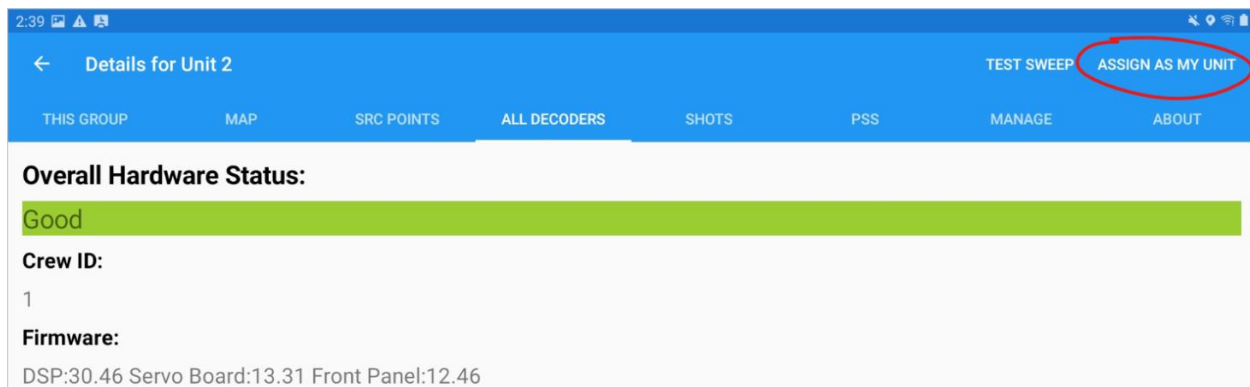 2:39
Details for Unit 2 TEST SWEEP ASSIGN AS MY UNIT
THIS GROUP MAP SRC POINTS ALL DECODERS SHOTS PSS MANAGE ABOUT
Overall Hardware Status:
Good
Crew ID:
1
Firmware:
DSP:30.46 Servo Board:13.31 Front Panel:12.46